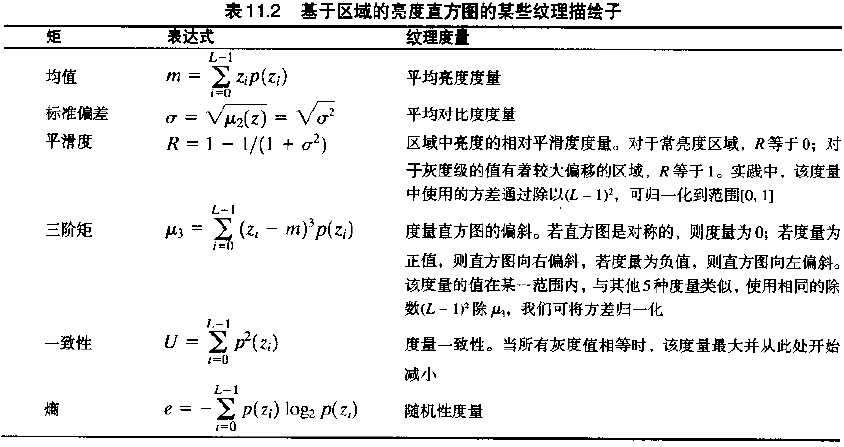 表11.2 基于区域的亮度直方图的某些纹理描绘子
矩 表达式 纹理度量
均值 m = \sum_{i=0}^{L-1} z_i p(z_i) 平均亮度度量
标准偏差 σ = √μ₂(z) = √σ² 平均对比度度量
平滑度 R = 1 − 1/(1 + σ²) 区域中亮度的相对平滑度度量。对于常亮度区域，R等于0；对
于灰度级的值有着较大偏移的区域，R等于1。实践中，该度量
中使用的方差通过除以(L − 1)²，可归一化到范围[0, 1]
三阶矩 μ₃ = \sum_{i=0}^{L-1} (z_i − m)³p(z_i) 度量直方图的偏斜。若直方图是对称的，则度量为0；若度量为
正值，则直方图向右偏斜，若度量为负值，则直方图向左偏斜。
该度量的值在某一范围内，与其他5种度量类似，使用相同的除
数(L − 1)²除μ₃，我们可将方差归一化
一致性 U = \sum_{i=0}^{L-1} p²(z_i) 度量一致性。当所有灰度值相等时，该度量最大并从此处开始
减小
熵 e = −\sum_{i=0}^{L-1} p(z_i) log₂ p(z_i) 随机性度量